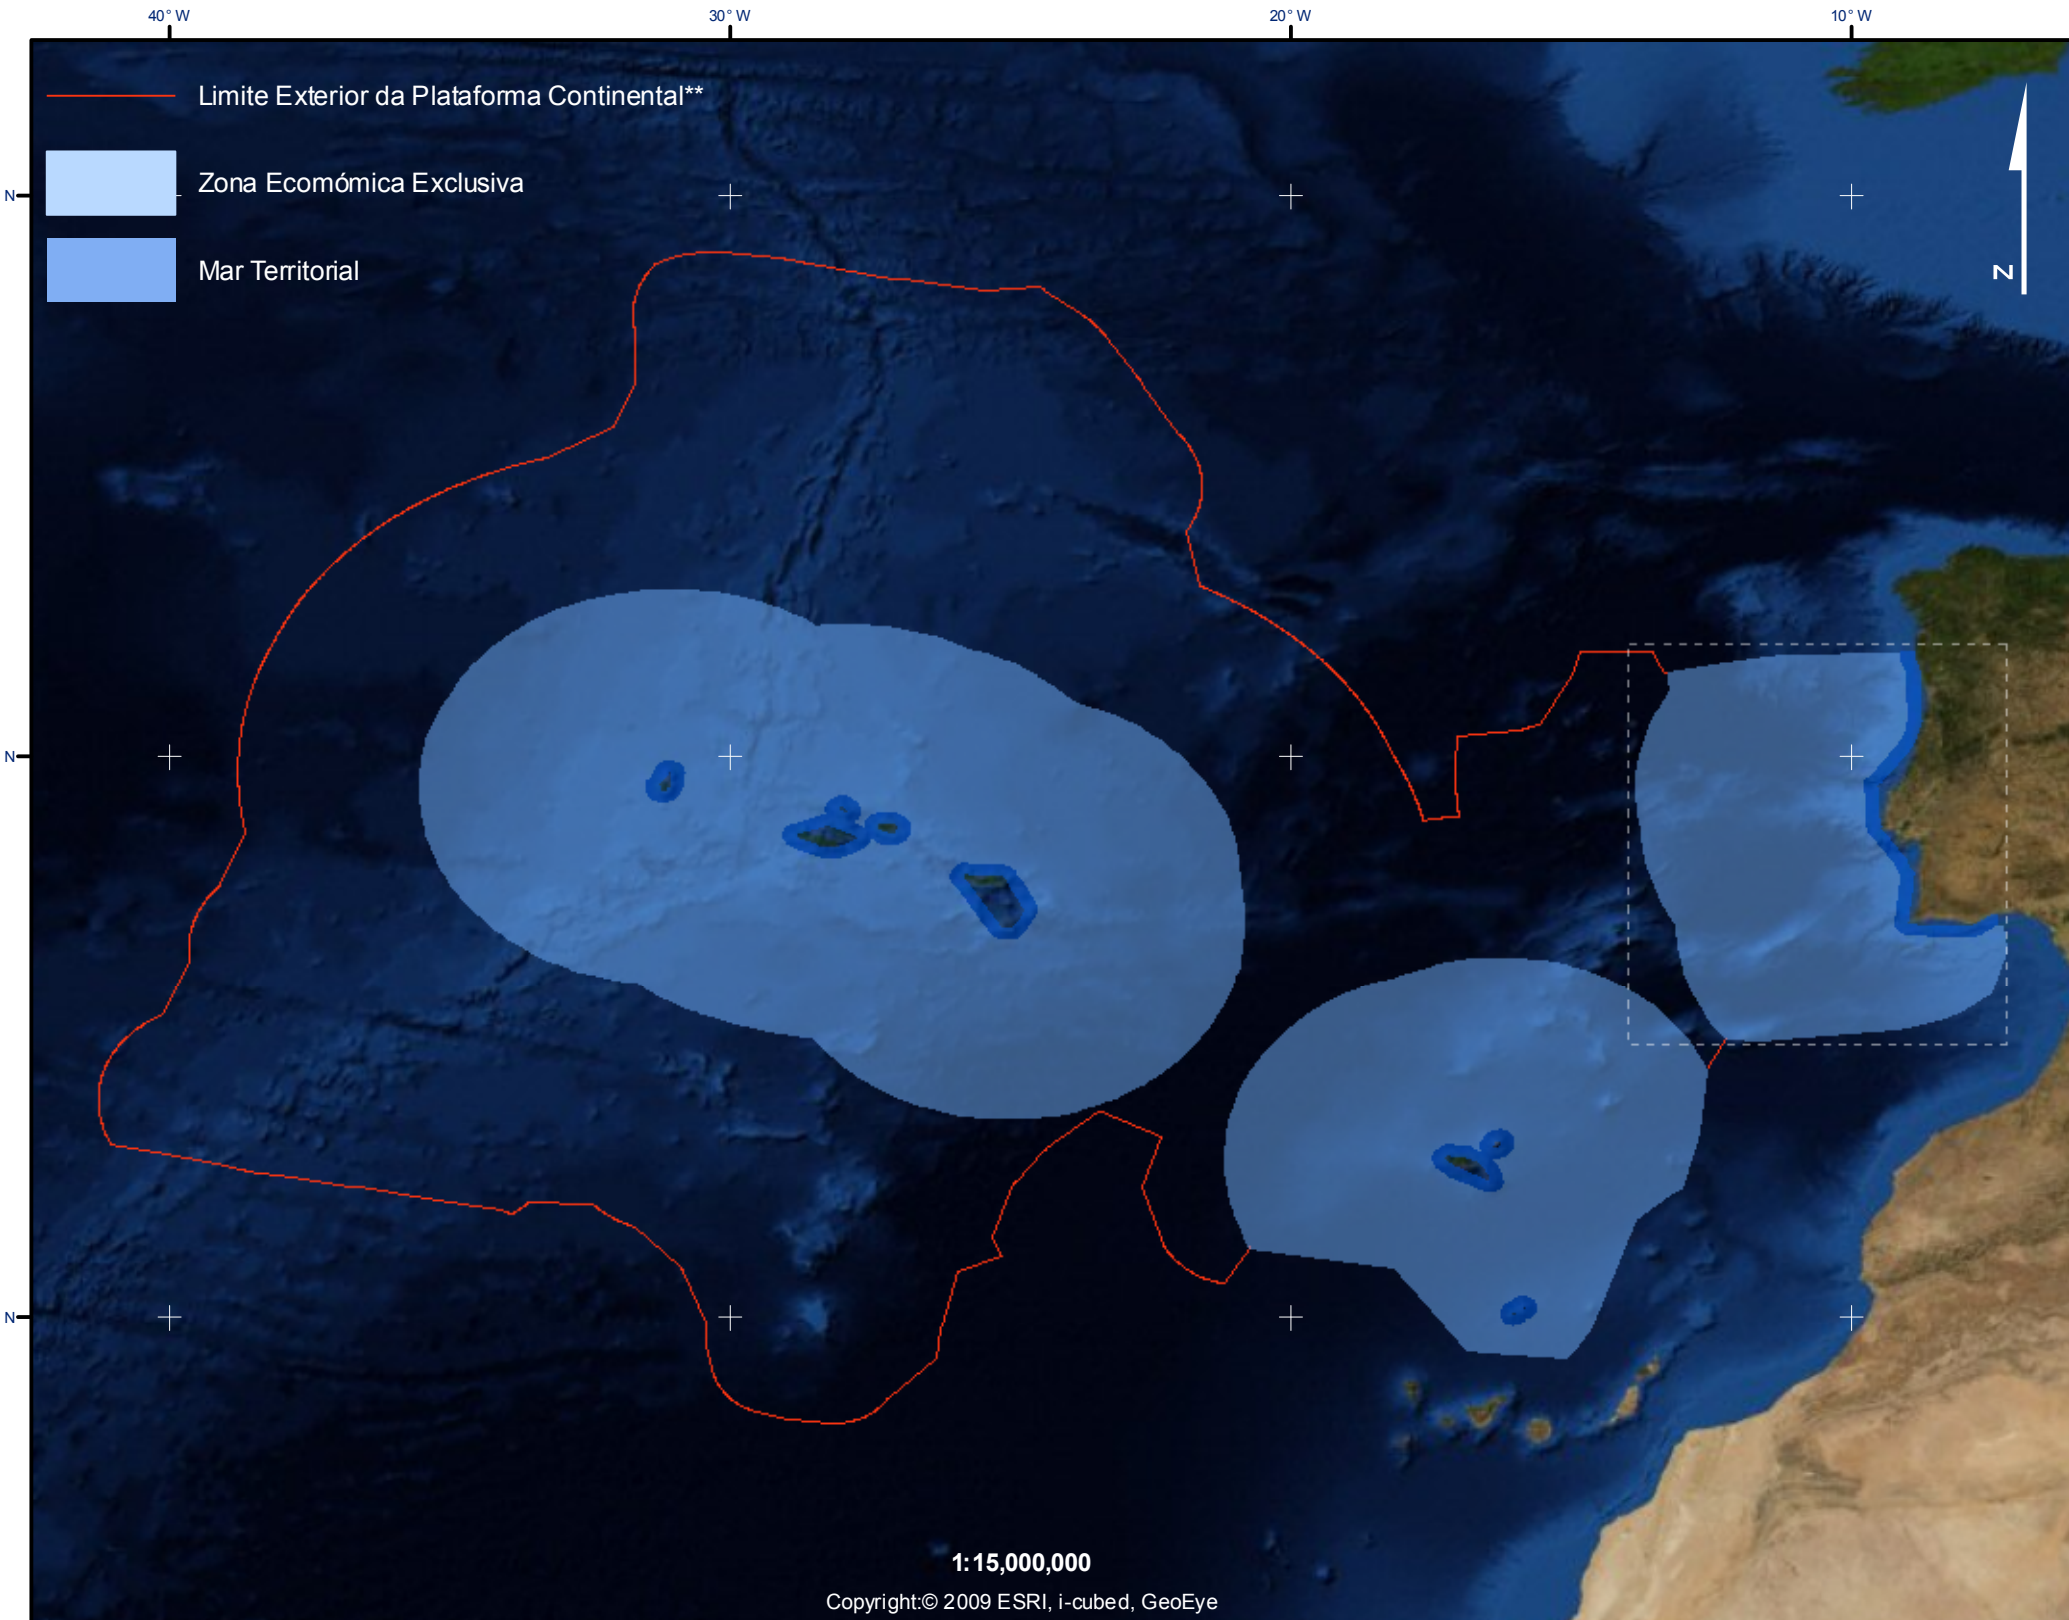 40° W 30° W 20° W 10° W
Limite Exterior da Plataforma Continental**
N
Zona Ecomómica Exclusiva
Mar Territorial
N
N
N
1:15,000,000
Copyright:© 2009 ESRI, i-cubed, GeoEye